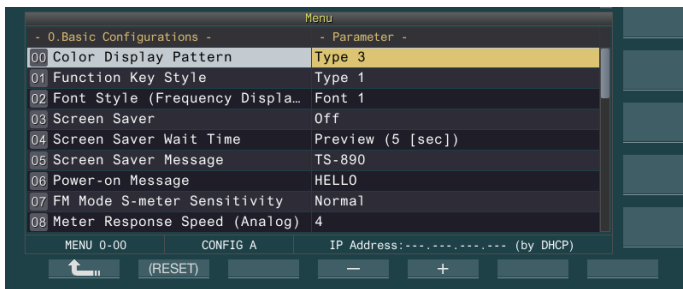 Menu
- 0.Basic Configurations - - Parameter -
00 Color Display Pattern Type 3
01 Function Key Style Type 1
02 Font Style (Frequency Displa… Font 1
03 Screen Saver Off
04 Screen Saver Wait Time Preview (5 [sec])
05 Screen Saver Message TS-890
06 Power-on Message HELLO
07 FM Mode S-meter Sensitivity Normal
08 Meter Response Speed (Analog) 4
MENU 0-00 CONFIG A IP Address:---.---.---.--- (by DHCP)
(RESET) − +